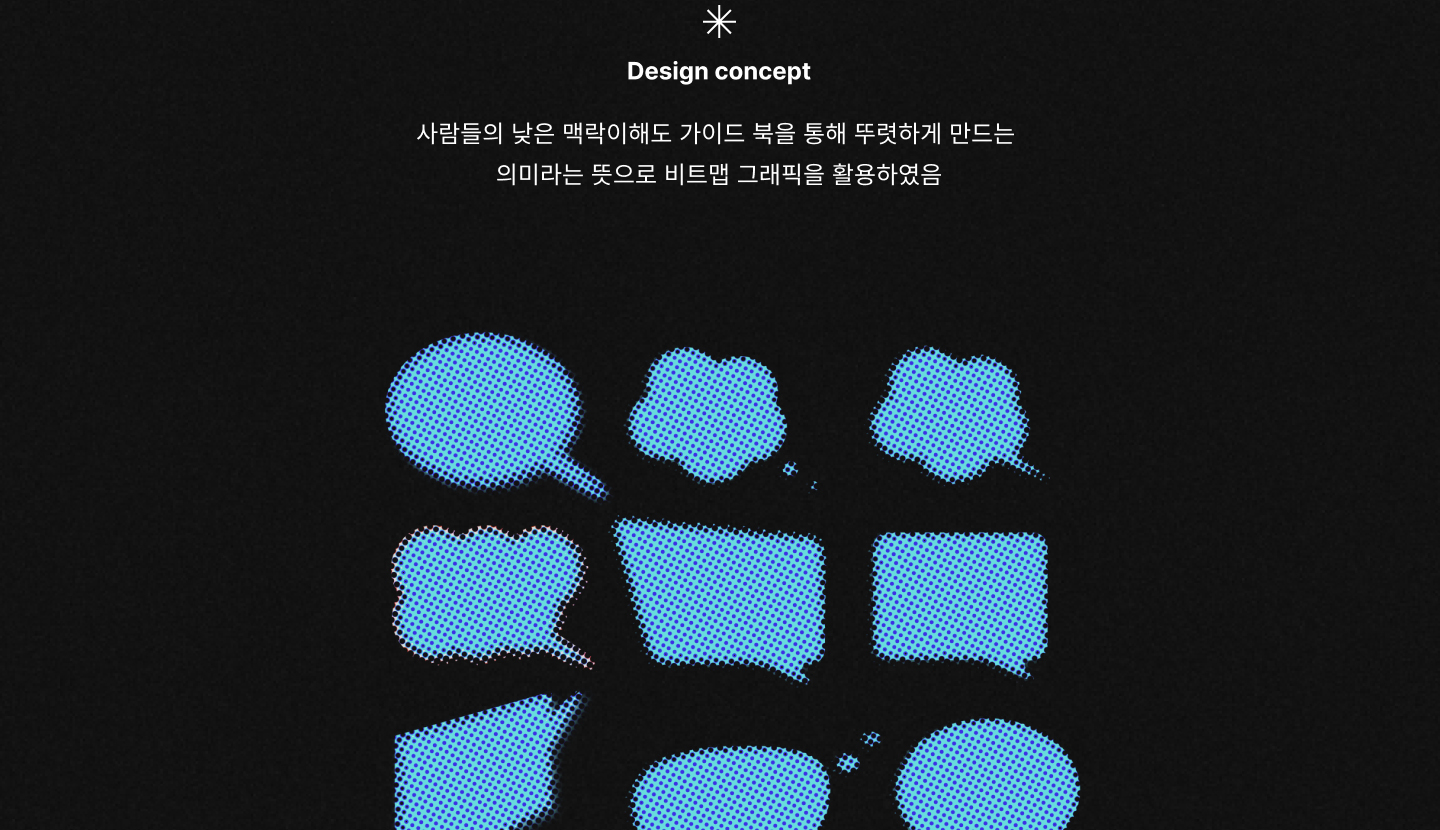 Design concept
사람들의 낮은 맥락이해도 가이드 북을 통해 뚜렷하게 만드는
의미라는 뜻으로 비트맵 그래픽을 활용하였음